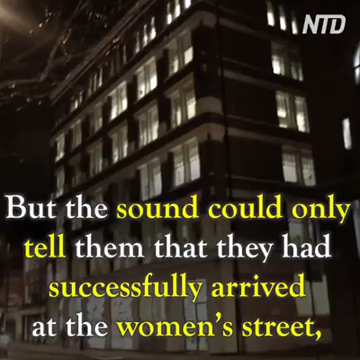 NTD
But the sound could only
tell them that they had
successfully arrived
at the women's street,